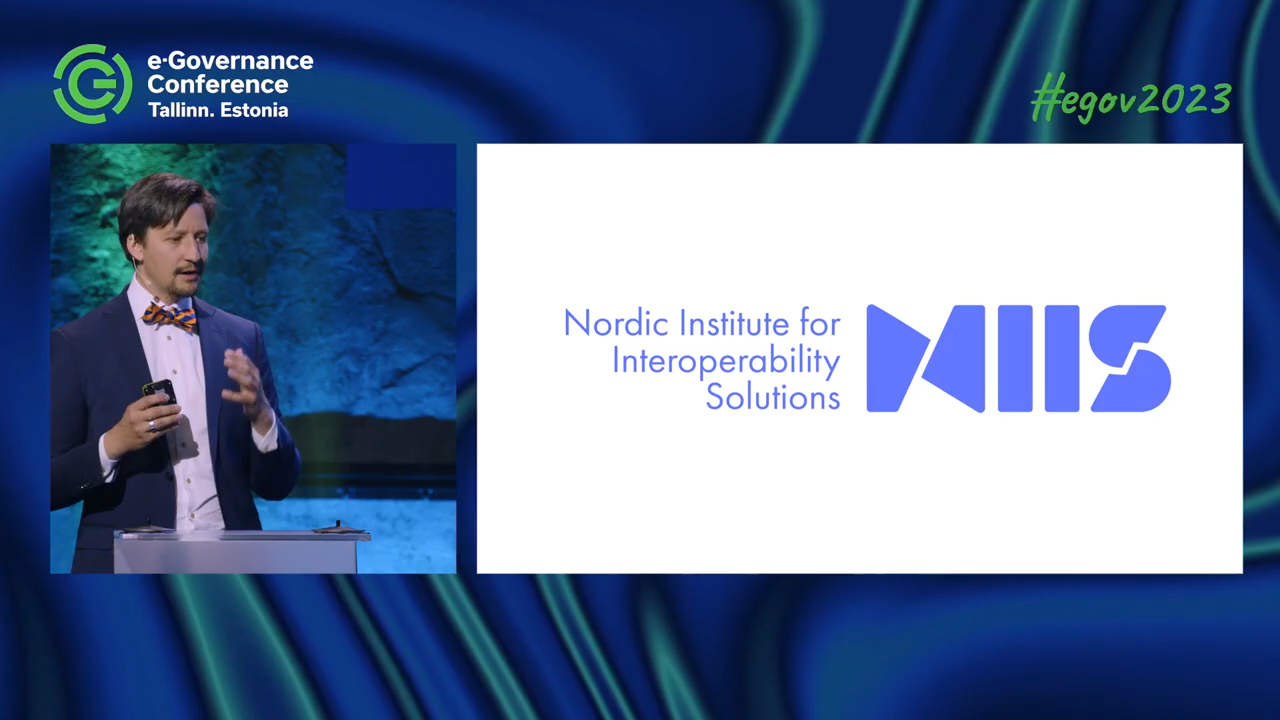 e-Governance
Conference
Tallinn. Estonia
#egov2023
Nordic Institute for
Interoperability
Solutions
NIIS